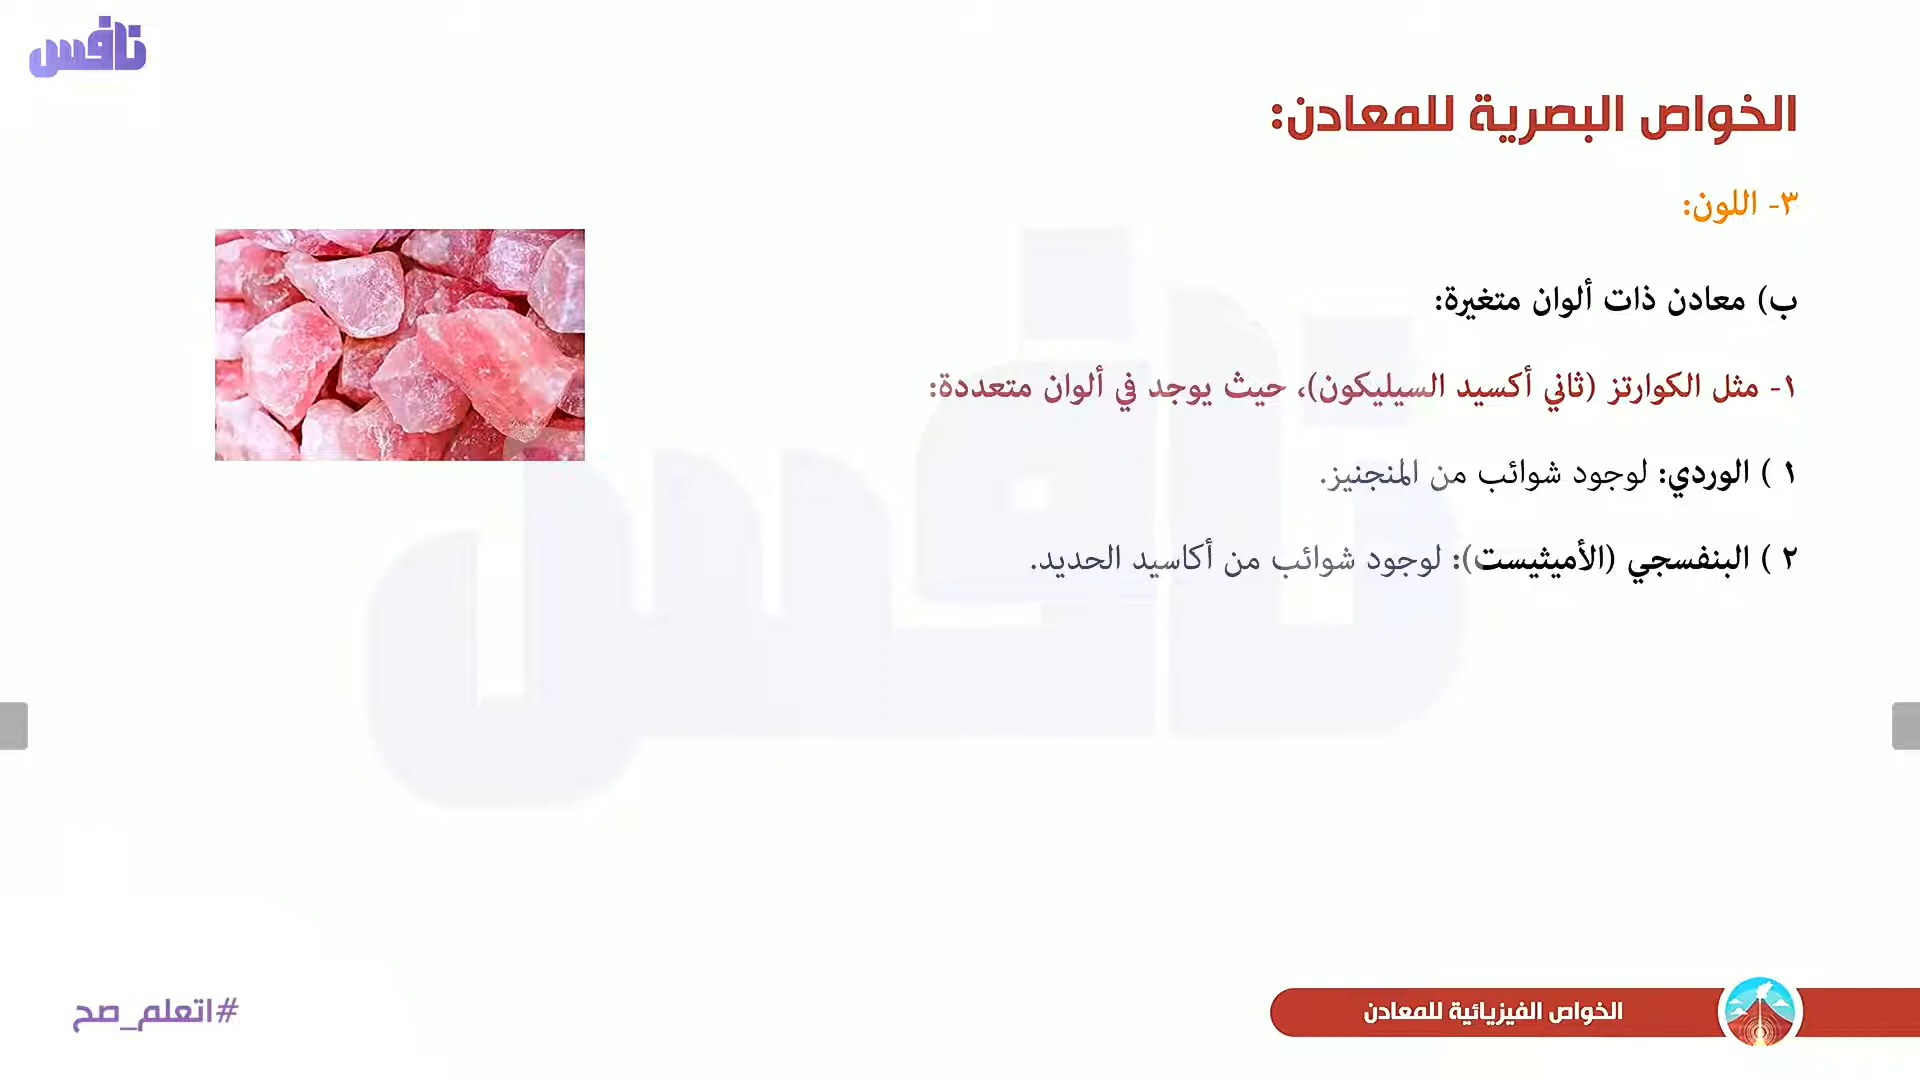 نافس
الخواص البصرية للمعادن:
٣- اللون:
ب) معادن ذات ألوان متغيرة:
١- مثل الكوارتز (ثاني أكسيد السيليكون)، حيث يوجد في ألوان متعددة:
١ ) الوردي: لوجود شوائب من المنجنيز.
٢ ) البنفسجي (الأميثيست): لوجود شوائب من أكاسيد الحديد.
نافس
الخواص الفيزيائية للمعادن
#اتعلم_صح